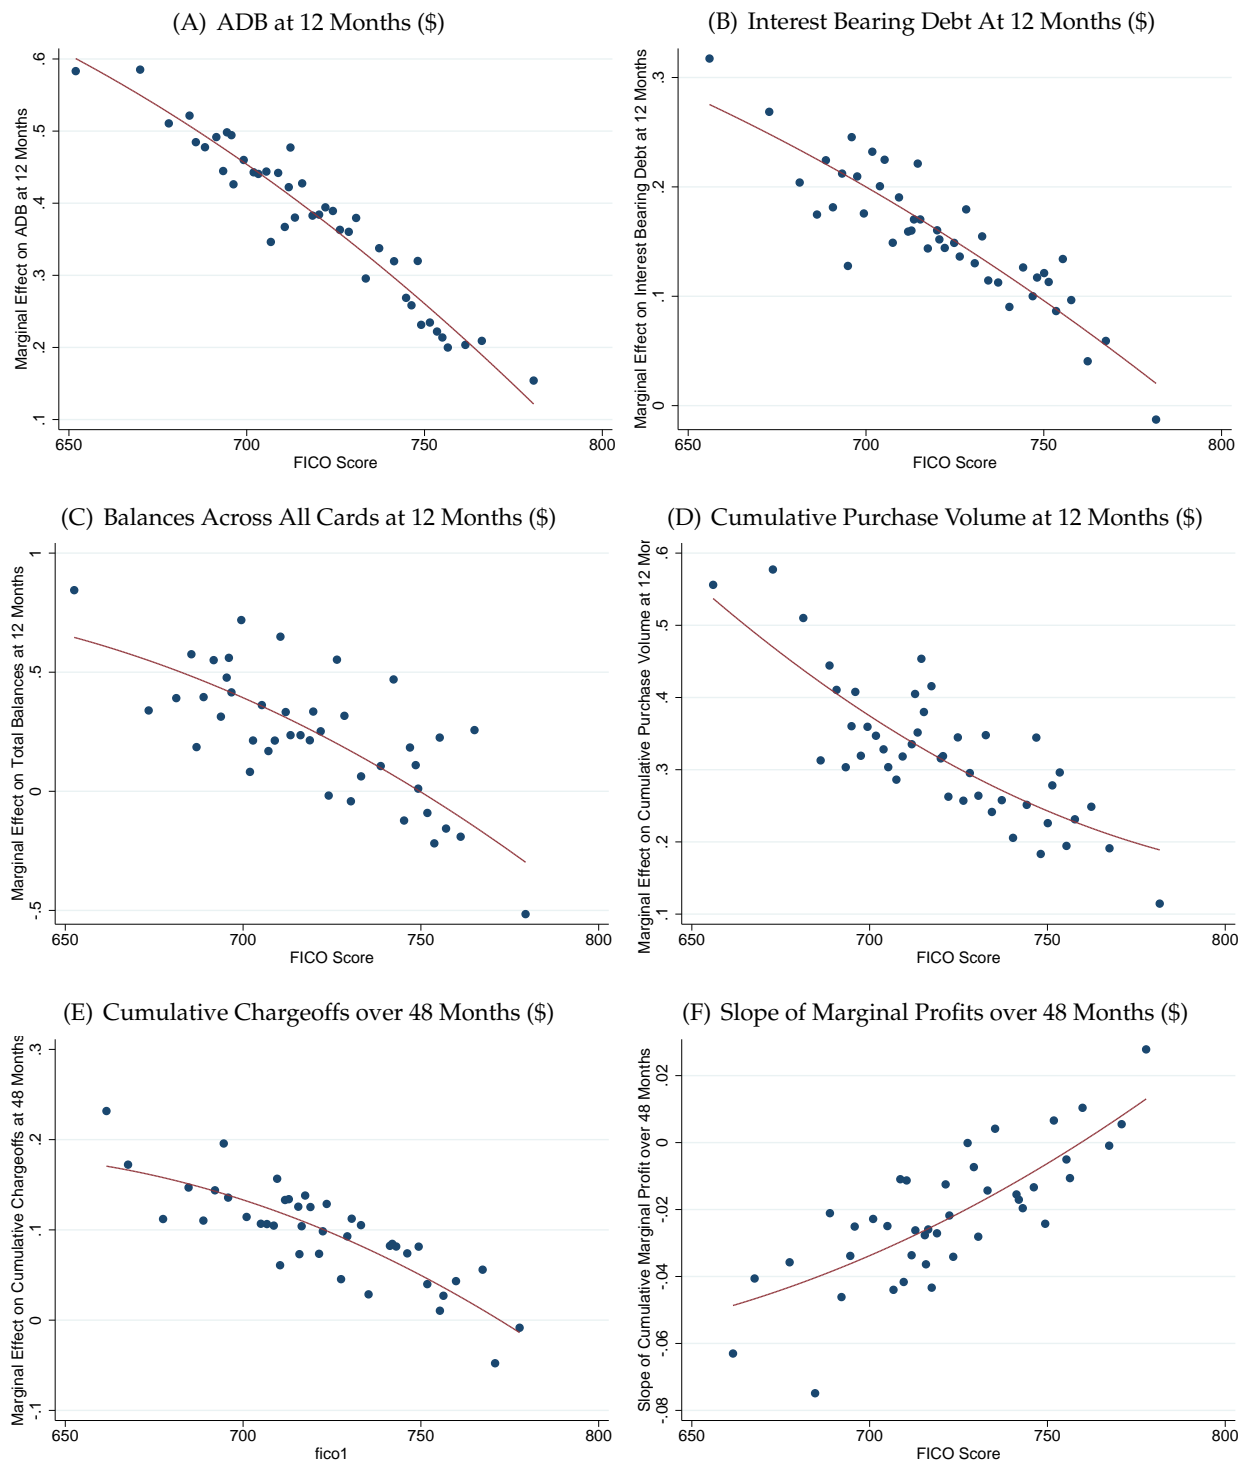 (A) ADB at 12 Months ($)
Marginal Effect on ADB at 12 Months
.6
.5
.4
.3
.2
.1
650 700 750 800
FICO Score
(B) Interest Bearing Debt At 12 Months ($)
Marginal Effect on Interest Bearing Debt at 12 Months
.3
.2
.1
0
650 700 750 800
FICO Score
(C) Balances Across All Cards at 12 Months ($)
Marginal Effect on Total Balances at 12 Months
1
.5
0
-.5
650 700 750 800
FICO Score
(D) Cumulative Purchase Volume at 12 Months ($)
Marginal Effect on Cumulative Purchase Volume at 12 Mor
.6
.5
.4
.3
.2
.1
650 700 750 800
FICO Score
(E) Cumulative Chargeoffs over 48 Months ($)
Marginal Effect on Cumulative Chargeoffs at 48 Months
.3
.2
.1
0
-.1
650 700 750 800
fico1
(F) Slope of Marginal Profits over 48 Months ($)
Slope of Cumulative Marginal Profit over 48 Months
.02
0
-.02
-.04
-.06
-.08
650 700 750 800
FICO Score